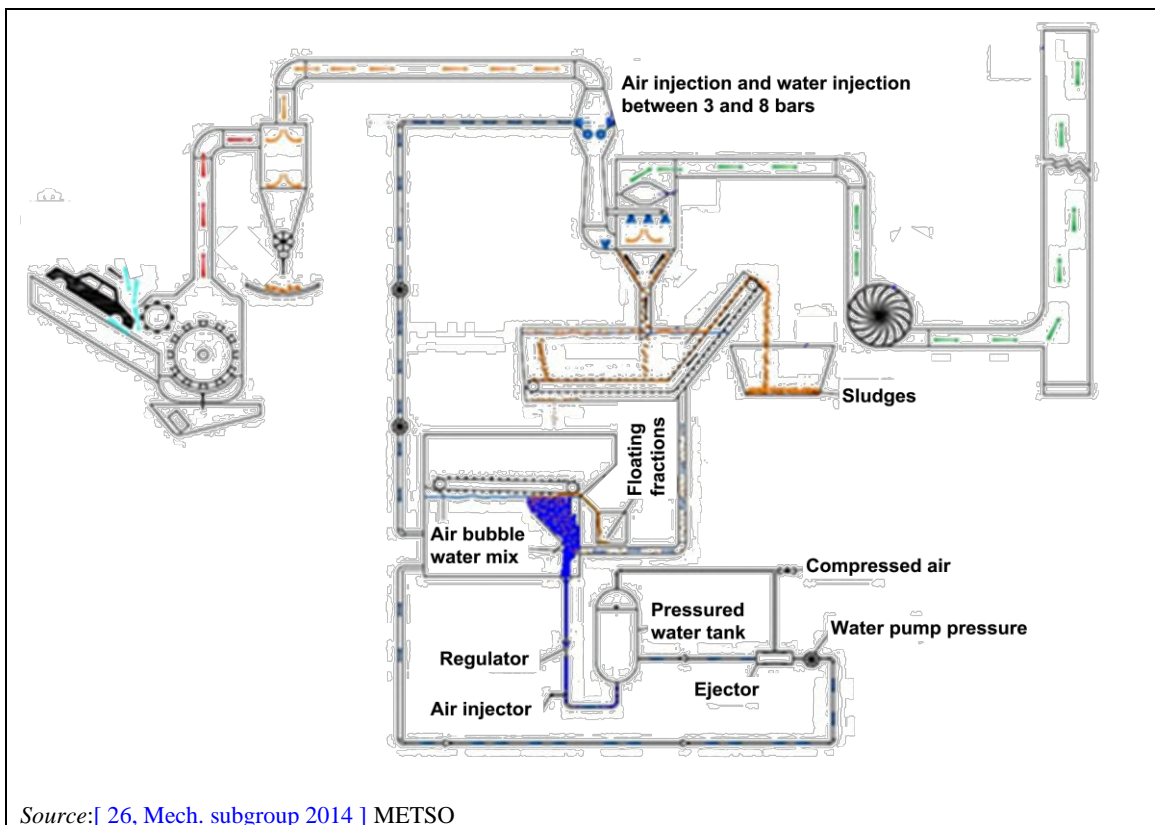 Air injection and water injection
between 3 and 8 bars
Sludges
Floating
fractions
Air bubble
water mix
Compressed air
Pressured
water tank
Water pump pressure
Regulator
Ejector
Air injector
Source:[ 26, Mech. subgroup 2014 ] METSO